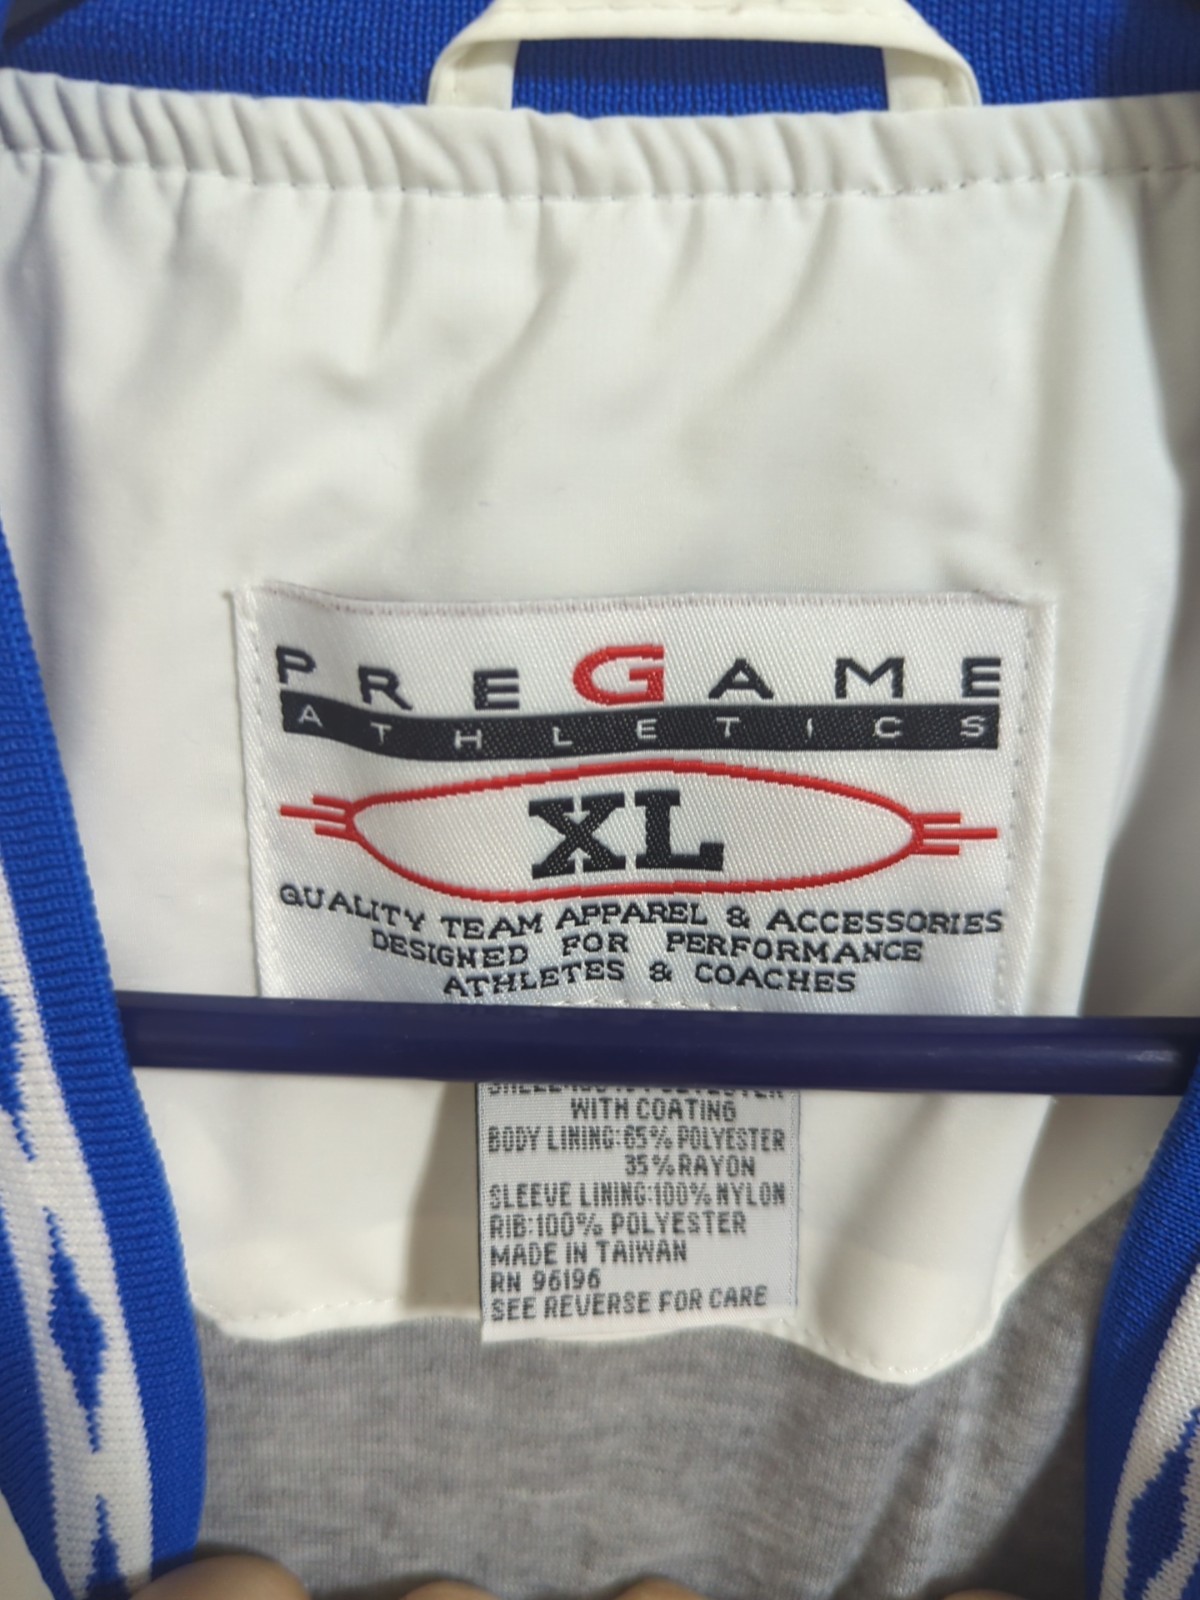 PREGAME
ATHLETICS
XL
QUALITY TEAM APPAREL & ACCESSORIES
DESIGNED FOR PERFORMANCE
ATHLETES & COACHES
WITH COATING
BODY LINING:65% POLYESTER
35% RAYON
SLEEVE LINING:100% NYLON
RIB:100% POLYESTER
MADE IN TAIWAN
RN 96196
SEE REVERSE FOR CARE